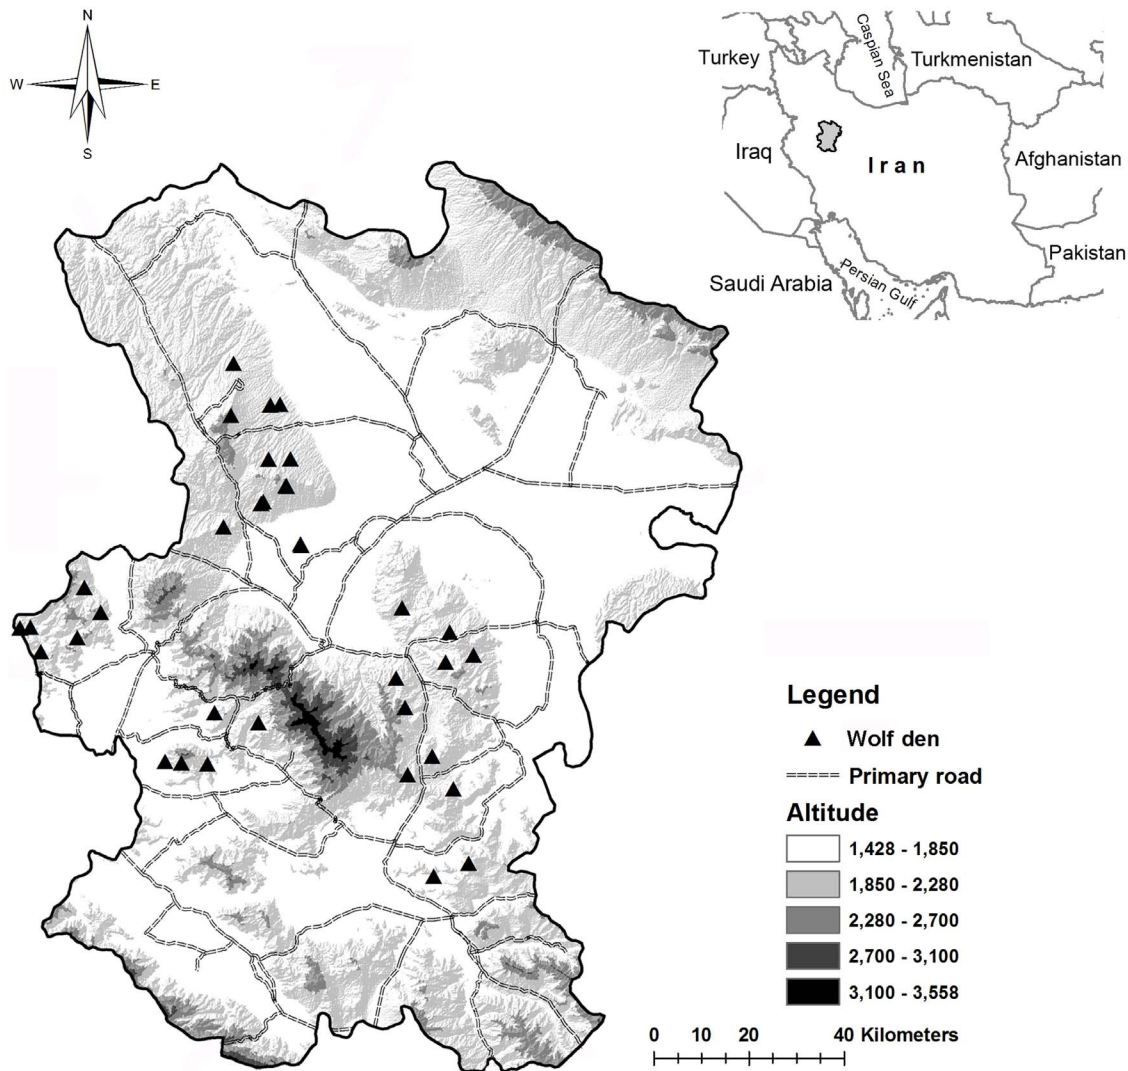 N
W E
S
Turkey
Caspian Sea
Turkmenistan
Iraq
Iran
Afghanistan
Pakistan
Saudi Arabia
Persian Gulf
Legend
Wolf den
Primary road
Altitude
1,428 - 1,850
1,850 - 2,280
2,280 - 2,700
2,700 - 3,100
3,100 - 3,558
0 10 20 40 Kilometers